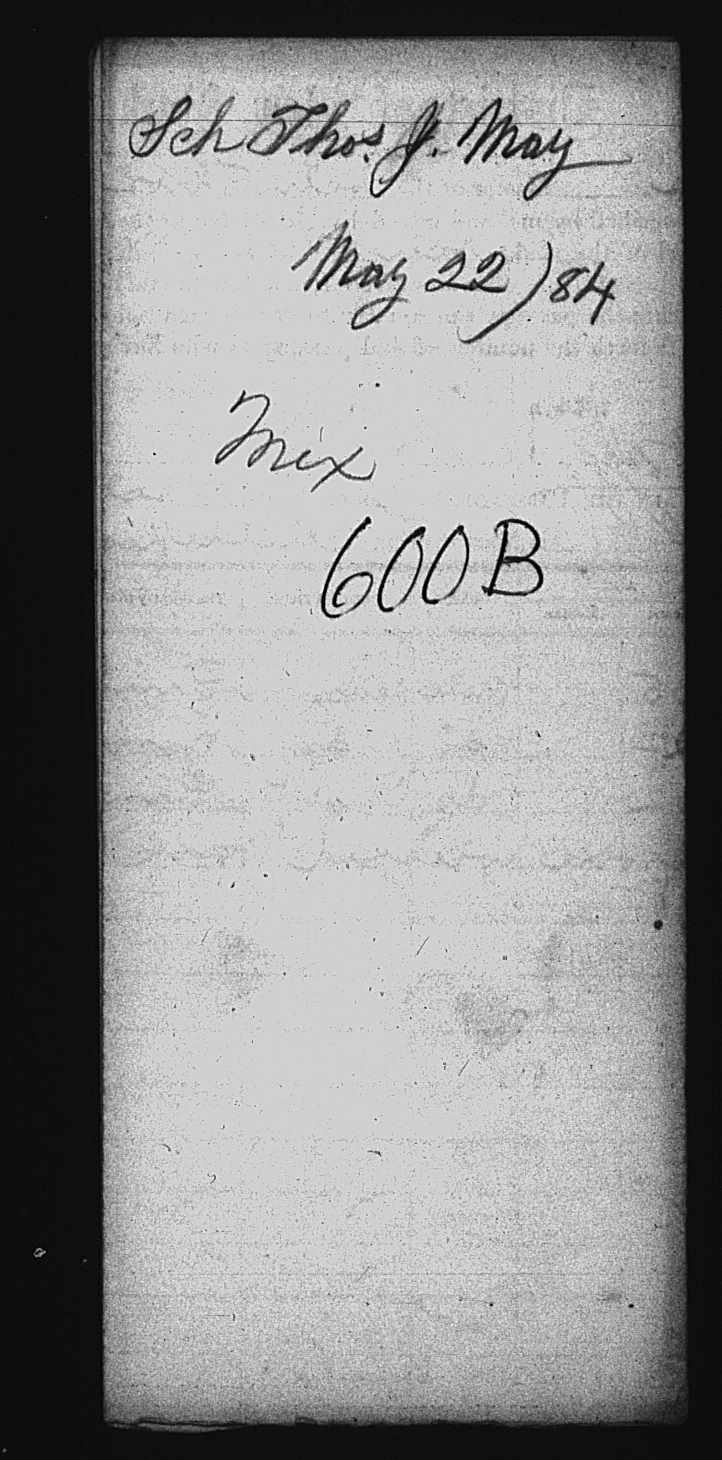 Sch Thos. J. May
May 22) 84
Mix
600B